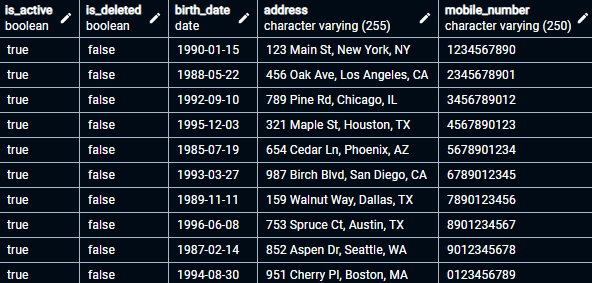 is_active is_deleted birth_date address mobile_number
boolean boolean date character varying (255) character varying (250)
true false 1990-01-15 123 Main St, New York, NY 1234567890
true false 1988-05-22 456 Oak Ave, Los Angeles, CA 2345678901
true false 1992-09-10 789 Pine Rd, Chicago, IL 3456789012
true false 1995-12-03 321 Maple St, Houston, TX 4567890123
true false 1985-07-19 654 Cedar Ln, Phoenix, AZ 5678901234
true false 1993-03-27 987 Birch Blvd, San Diego, CA 6789012345
true false 1989-11-11 159 Walnut Way, Dallas, TX 7890123456
true false 1996-06-08 753 Spruce Ct, Austin, TX 8901234567
true false 1987-02-14 852 Aspen Dr, Seattle, WA 9012345678
true false 1994-08-30 951 Cherry Pl, Boston, MA 0123456789